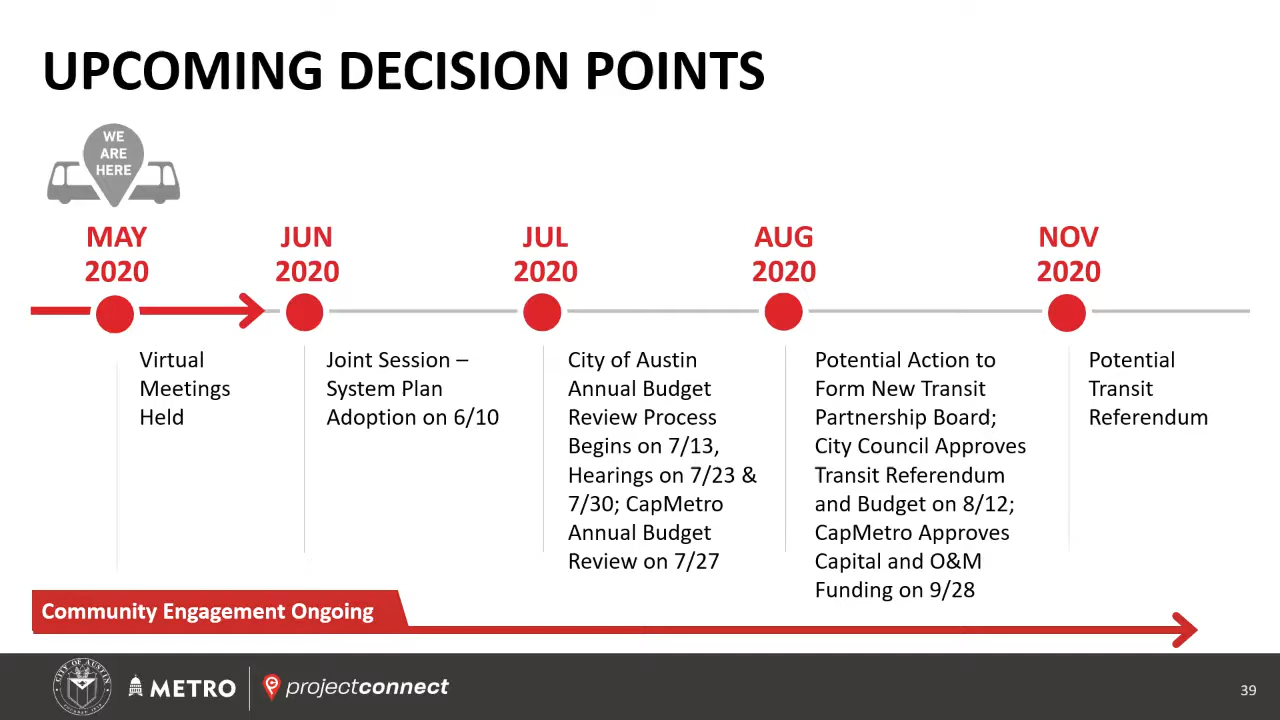 UPCOMING DECISION POINTS
WE
ARE
HERE
MAY
2020
Virtual
Meetings
Held
JUN
2020
Joint Session –
System Plan
Adoption on 6/10
JUL
2020
City of Austin
Annual Budget
Review Process
Begins on 7/13,
Hearings on 7/23 &
7/30; CapMetro
Annual Budget
Review on 7/27
AUG
2020
Potential Action to
Form New Transit
Partnership Board;
City Council Approves
Transit Referendum
and Budget on 8/12;
CapMetro Approves
Capital and O&M
Funding on 9/28
NOV
2020
Potential
Transit
Referendum
Community Engagement Ongoing
CITY OF AUSTIN
METRO
projectconnect
39